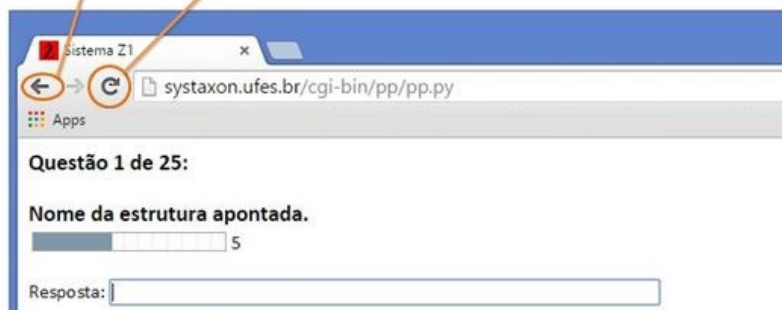 Sistema Z1
systaxon.ufes.br/cgi-bin/pp/pp.py
Apps
Questão 1 de 25:
Nome da estrutura apontada.
5
Resposta: